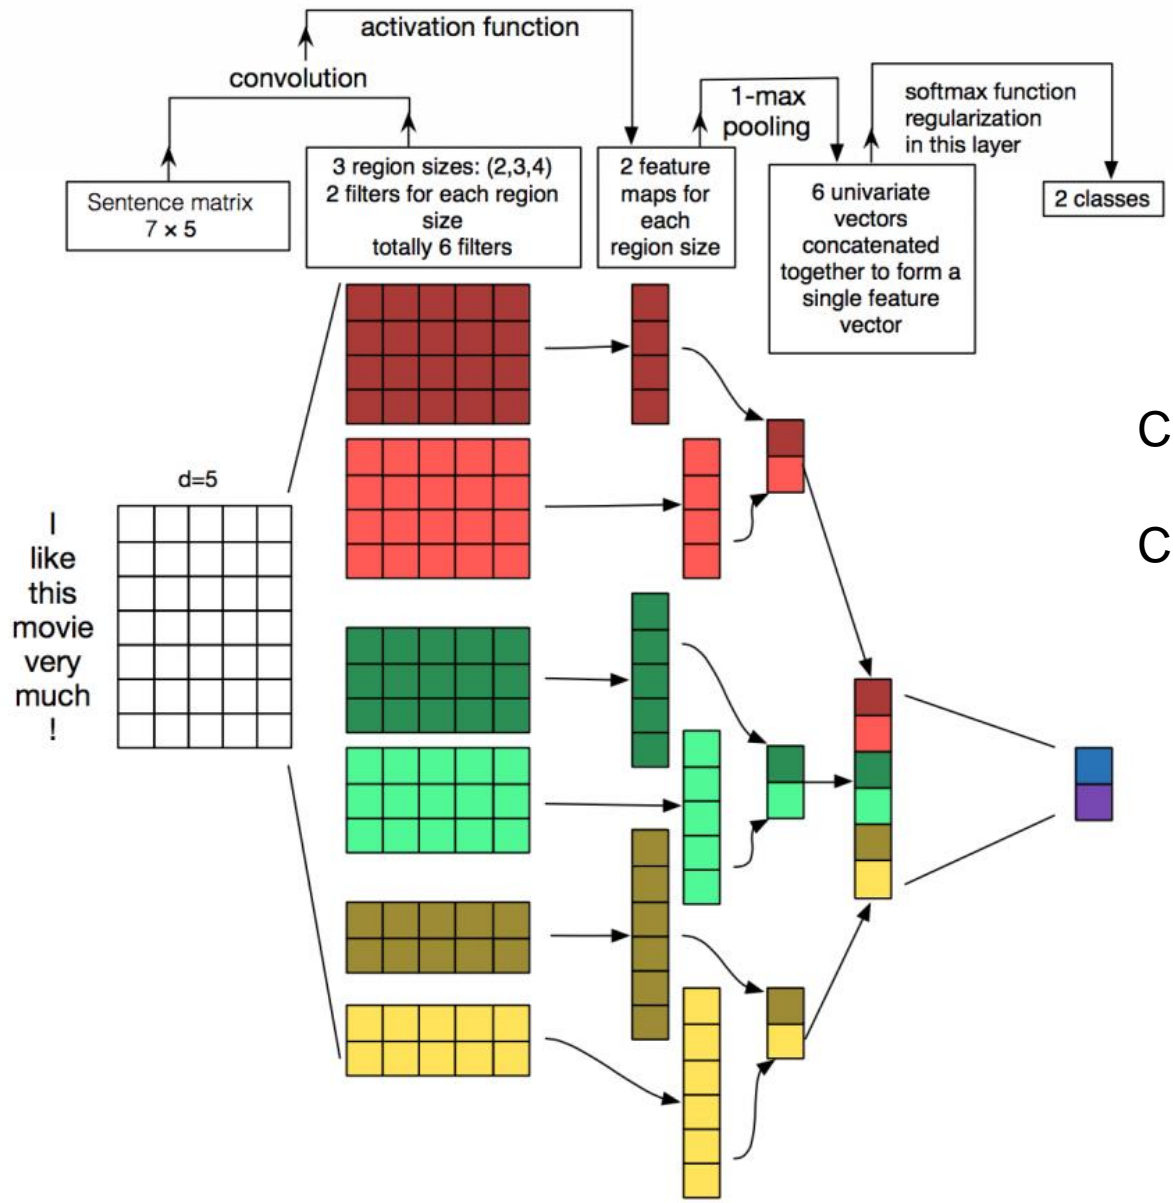 activation function
convolution
1-max
pooling
softmax function
regularization
in this layer
Sentence matrix
7 × 5
3 region sizes: (2,3,4)
2 filters for each region
size
totally 6 filters
2 feature
maps for
each
region size
6 univariate
vectors
concatenated
together to form a
single feature
vector
2 classes
d=5
I
like
this
movie
very
much
!
C
C